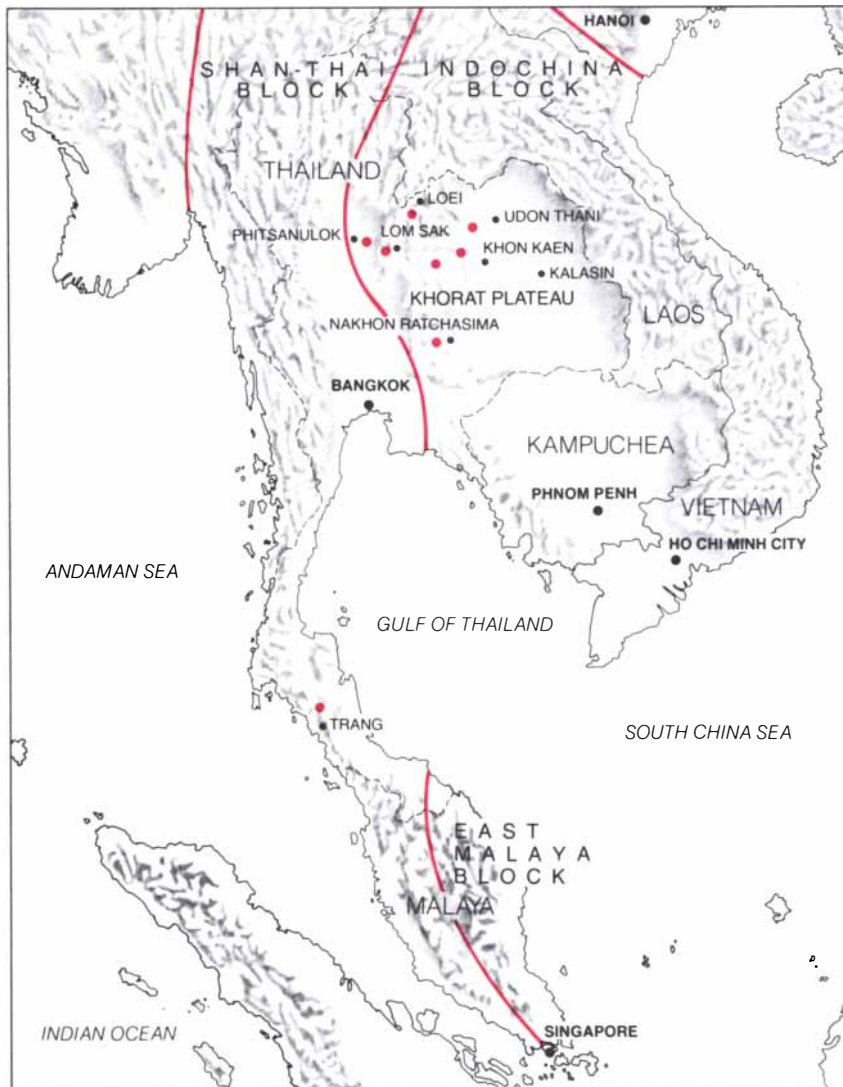 HANOI
SHAN-THAI
BLOCK
INDOCHINA
BLOCK
THAILAND
LOEI
UDON THANI
PHITSANULOK
LOM SAK
KHON KAEN
KALASIN
KHORAT PLATEAU
LAOS
NAKHON RATCHASIMA
BANGKOK
KAMPUCHEA
PHNOM PENH
VIETNAM
HO CHI MINH CITY
ANDAMAN SEA
GULF OF THAILAND
TRANG
SOUTH CHINA SEA
EAST
MALAYA
BLOCK
MALAYA
INDIAN OCEAN
SINGAPORE